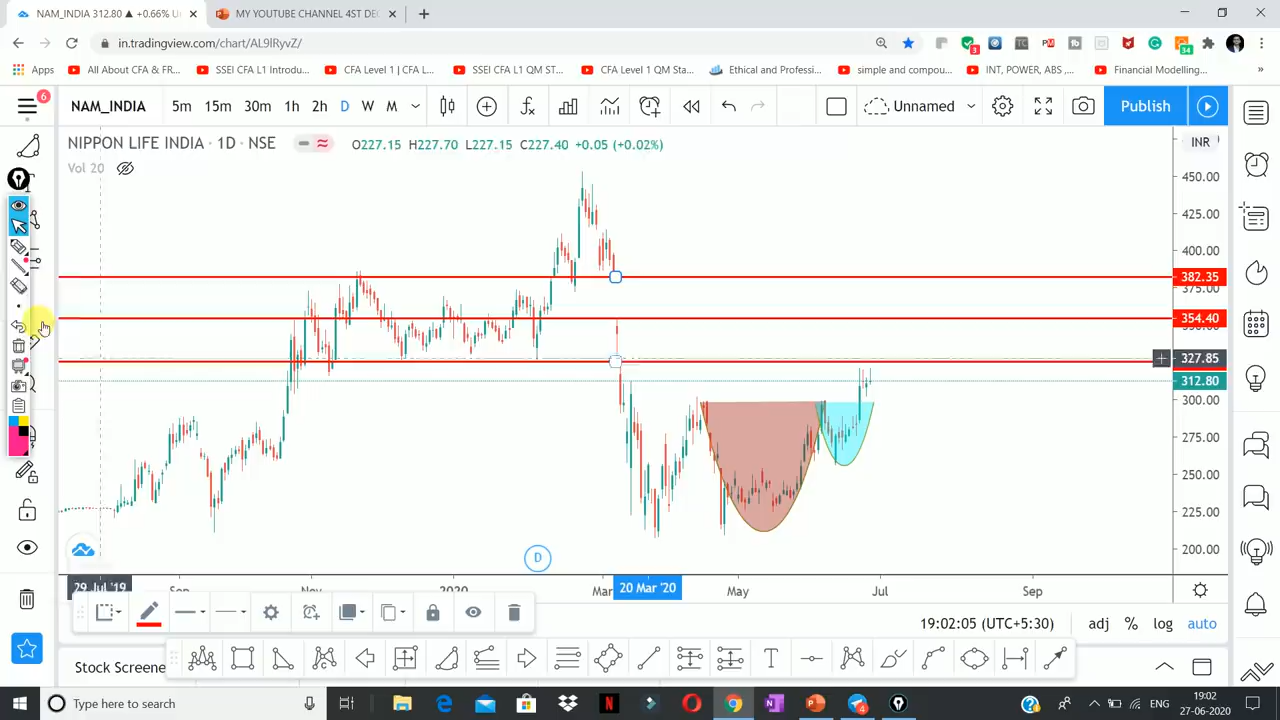 NAM_INDIA 312.80 ▲ +0.66% U
MY YOUTUBE CHANNEL 4ST DEC
in.tradingview.com/chart/AL9lRyvZ/
Apps
All About CFA & FR...
SSEI CFA L1 Introdu...
CFA Level 1 | CFA L...
SSEI CFA L1 QM ST...
CFA Level 1 QM Sta...
Ethical and Professi...
simple and compou...
INT, POWER, ABS ,...
Financial Modelling...
»
6
NAM_INDIA
5m
15m
30m
1h
2h
D
W
M
Unnamed
Publish
NIPPON LIFE INDIA · 1D · NSE
O227.15 H227.70 L227.15 C227.40 +0.05 (+0.02%)
INR
Vol 20
450.00
425.00
400.00
382.35
375.00
354.40
327.85
312.80
300.00
275.00
250.00
225.00
200.00
D
29 Jul '19
Sep
Nov
2020
Mar
20 Mar '20
May
Jul
Sep
19:02:05 (UTC+5:30)
adj
%
log
auto
Stock Screene
Type here to search
ENG
19:02
27-06-2020